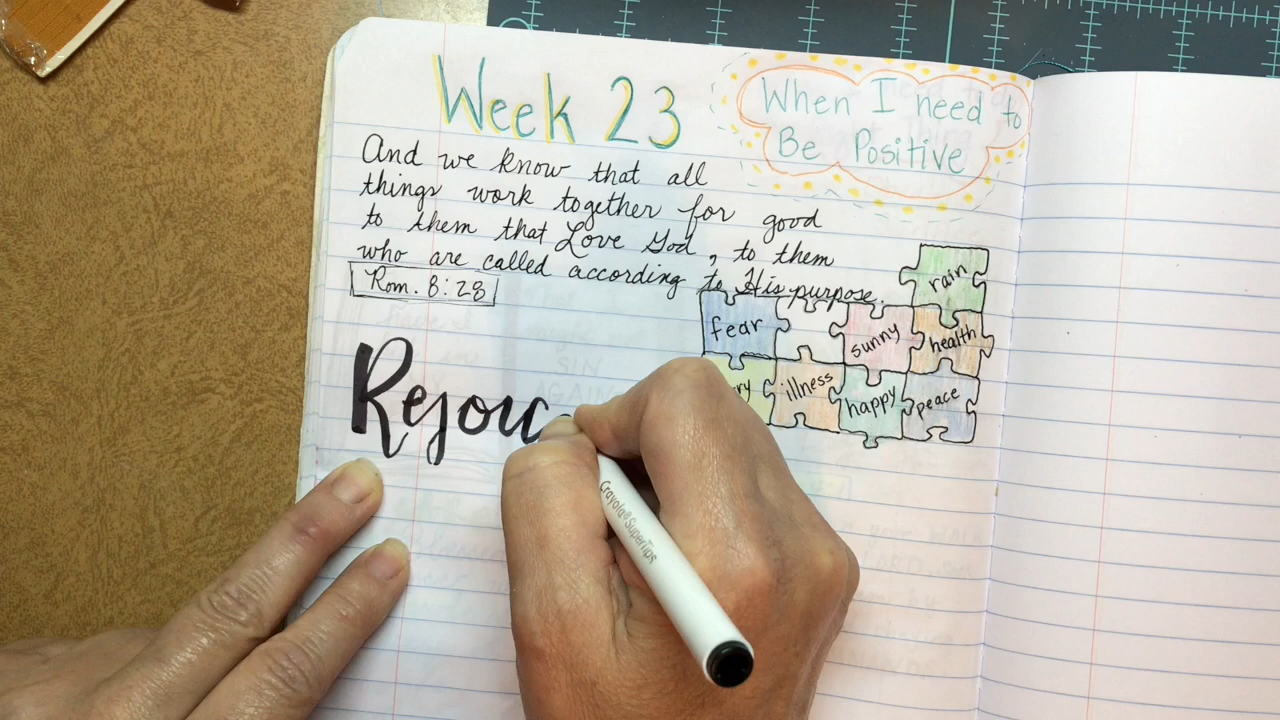 Week 23
When I need to
Be Positive
And we know that all
things work together for good
to them that Love God, to them
who are called according to His purpose.
Rom. 8:28
rain
fear
sunny
health
illness
happy
peace
Rejoic
Crayola SuperTips